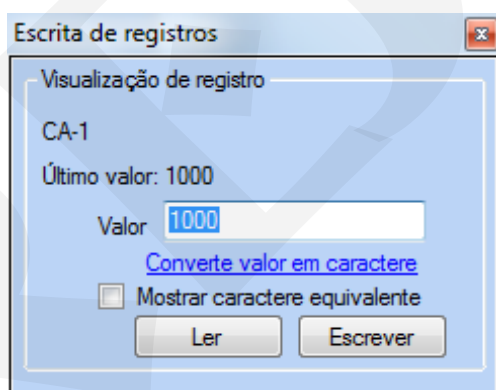 Escrita de registros
Visualização de registro
CA-1
Último valor: 1000
Valor 1000
Converte valor em caractere
Mostrar caractere equivalente
Ler Escrever